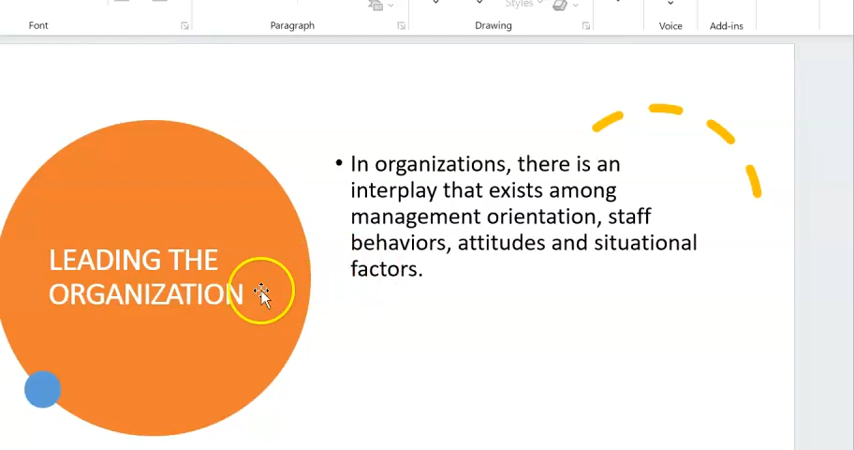 Styles
Font
Paragraph
Drawing
Voice
Add-ins
LEADING THE
ORGANIZATION
• In organizations, there is an
interplay that exists among
management orientation, staff
behaviors, attitudes and situational
factors.